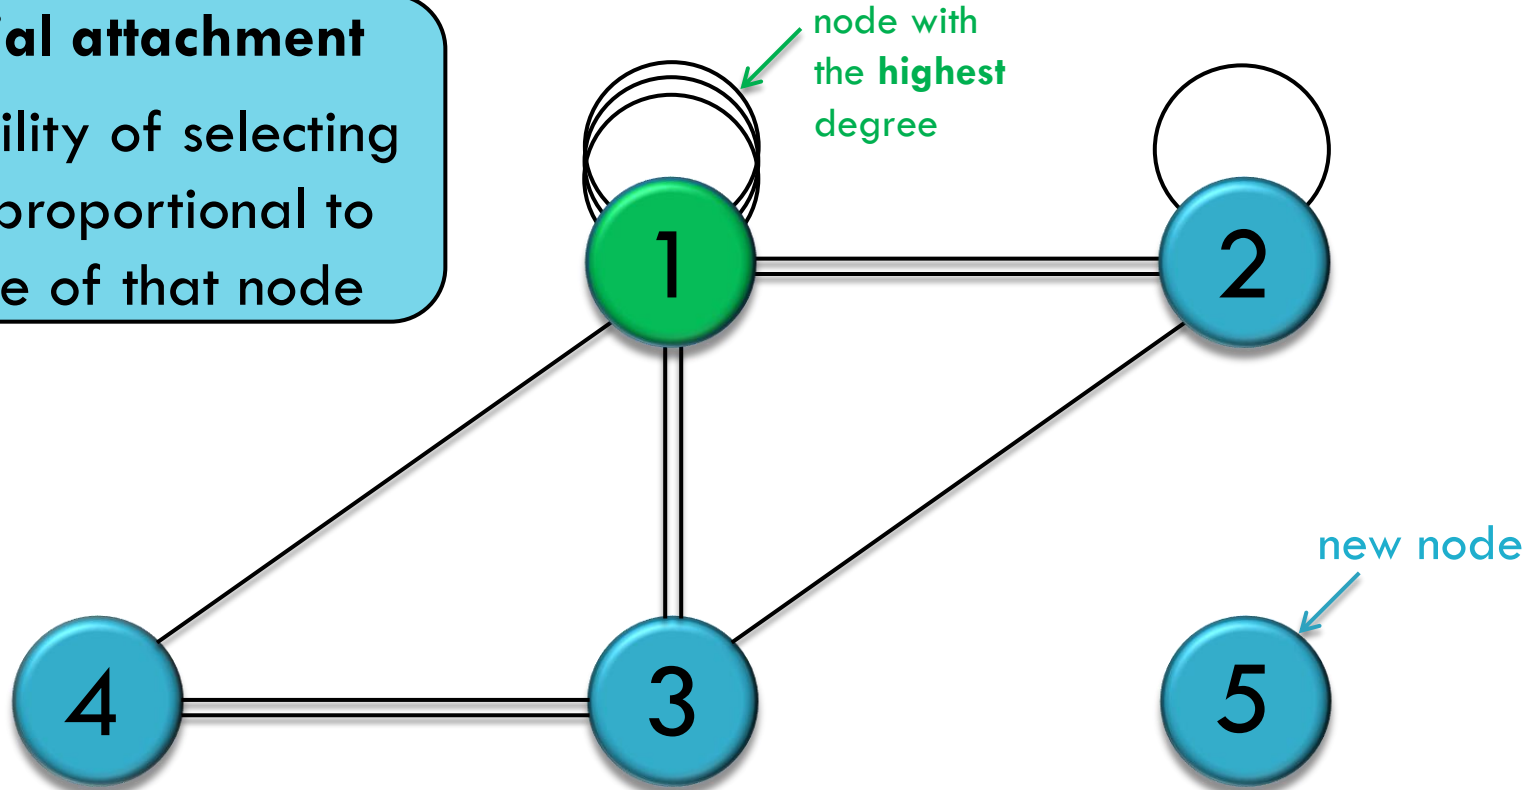 ial attachment
ility of selecting
proportional to
e of that node
node with
the highest
degree
1
2
new node
4
3
5